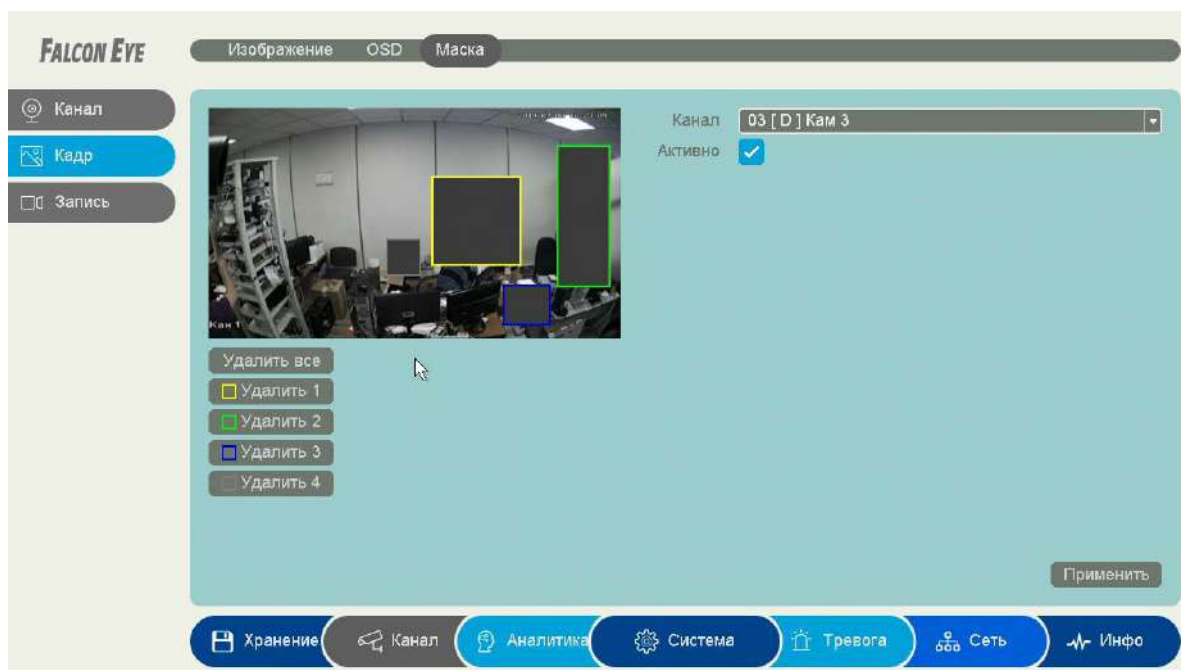 FALCON EYE
Изображение OSD Маска
Канал
Кадр
Запись
Канал 03 [ D ] Кам 3
Активно
Кам 1
Удалить все
Удалить 1
Удалить 2
Удалить 3
Удалить 4
Применить
Хранение Канал Аналитика Система Тревога Сеть Инфо